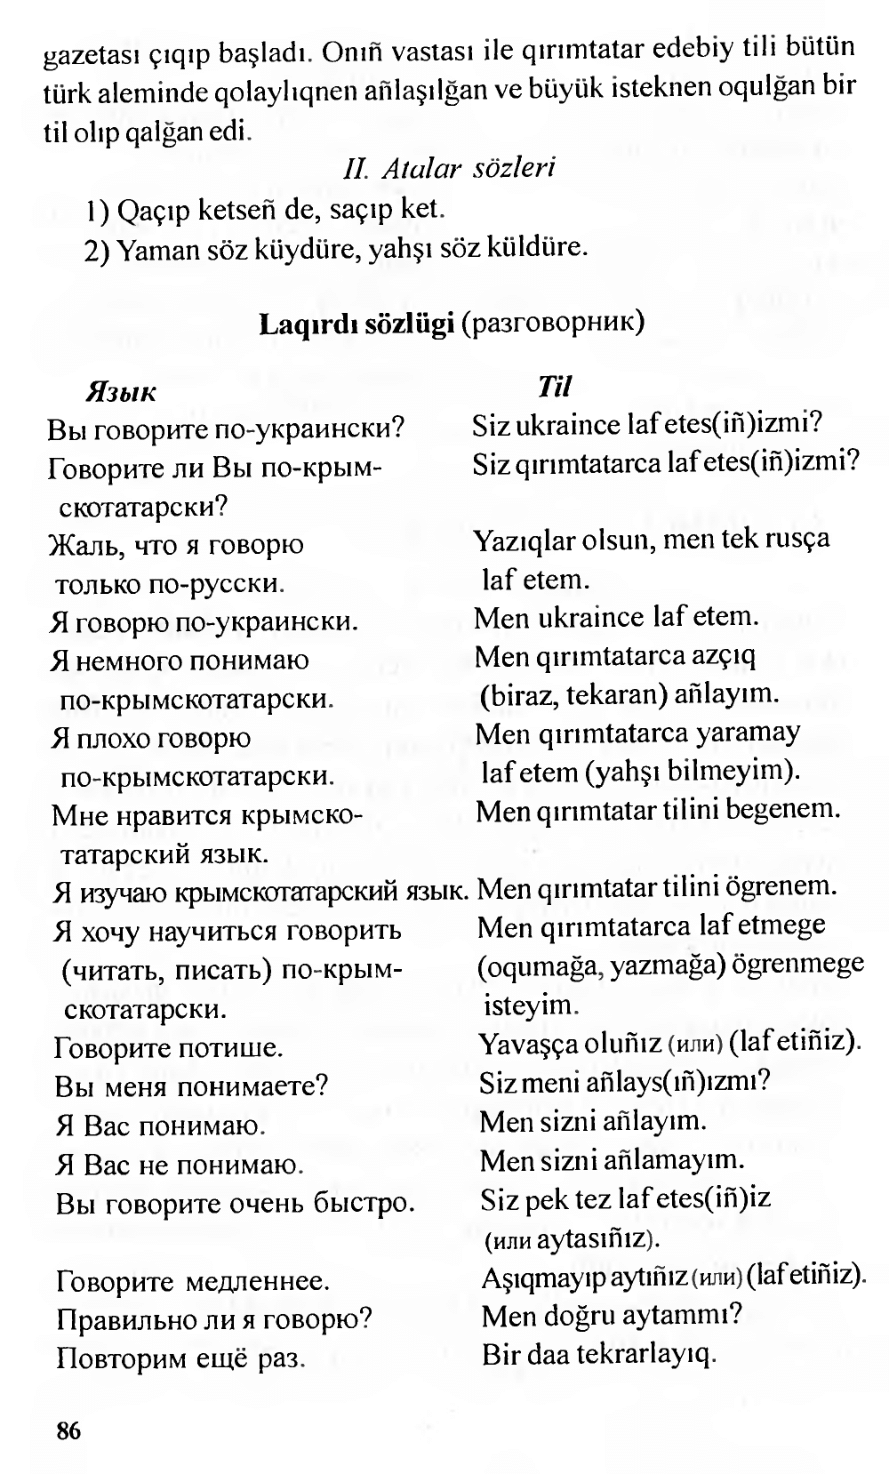 gazetası çıqıp başladı. Onıñ vastası ile qırımtatar edebiy tili bütün
türk aleminde qolaylıqnen añlaşılğan ve büyük isteknen oqulğan bir
til olıp qalğan edi.
II. Atalar sözleri
1) Qaçıp ketseñ de, saçıp ket.
2) Yaman söz küydüre, yahşı söz küldüre.
Laqırdı sözlügi (разговорник)
Язык Til
Вы говорите по-украински? Siz ukraince laf etes(iñ)izmi?
Говорите ли Вы по-крым- Siz qırımtatarca laf etes(iñ)izmi?
скотатарски?
Жаль, что я говорю Yazıqlar olsun, men tek rusça
только по-русски. laf etem.
Я говорю по-украински. Men ukraince laf etem.
Я немного понимаю Men qırımtatarca azçıq
по-крымскотатарски. (biraz, tekaran) añlayım.
Я плохо говорю Men qırımtatarca yaramay
по-крымскотатарски. laf etem (yahşı bilmeyim).
Мне нравится крымско- Men qırımtatar tilini begenem.
татарский язык.
Я изучаю крымскотатарский язык. Men qırımtatar tilini ögrenem.
Я хочу научиться говорить Men qırımtatarca laf etmege
(читать, писать) по-крым- (oqumağa, yazmağa) ögrenmege
скотатарски. isteyim.
Говорите потише. Yavaşça oluñız (или) (laf etiñiz).
Вы меня понимаете? Siz meni añlays(ıñ)ızmı?
Я Вас понимаю. Men sizni añlayım.
Я Вас не понимаю. Men sizni añlamayım.
Вы говорите очень быстро. Siz pek tez laf etes(iñ)iz
(или aytasıñız).
Говорите медленнее. Aşıqmayıp aytıñız (или) (laf etiñiz).
Правильно ли я говорю? Men doğru aytammı?
Повторим ещё раз. Bir daa tekrarlayıq.
86